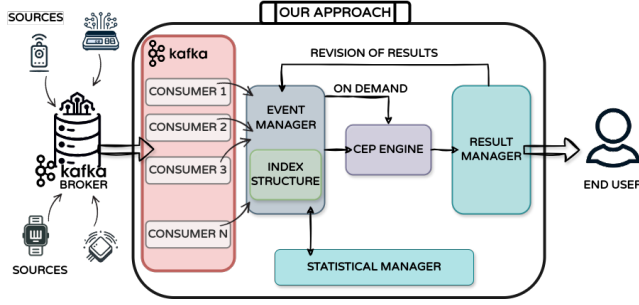 OUR APPROACH
SOURCES
kafka
REVISION OF RESULTS
CONSUMER 1
ON DEMAND
EVENT
MANAGER
CONSUMER 2
CEP ENGINE
RESULT
MANAGER
kafka
BROKER
CONSUMER 3
INDEX
STRUCTURE
END USER
CONSUMER N
SOURCES
STATISTICAL MANAGER